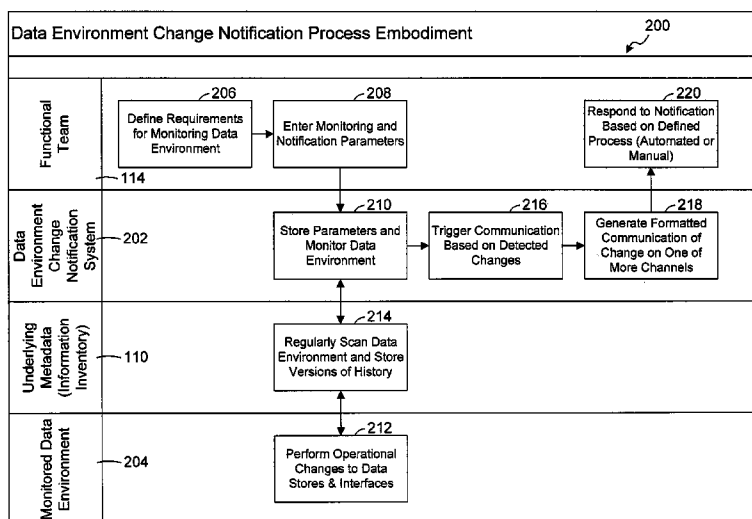 Data Environment Change Notification Process Embodiment
200
Functional
Team
114
206
Define Requirements
for Monitoring Data
Environment
208
Enter Monitoring and
Notification Parameters
220
Respond to Notification
Based on Defined
Process (Automated or
Manual)
Data
Environment
Change
Notification
System
202
210
Store Parameters and
Monitor Data
Environment
216
Trigger Communication
Based on Detected
Changes
218
Generate Formatted
Communication of
Change on One of
More Channels
Underlying
Metadata
(Information
Inventory)
110
214
Regularly Scan Data
Environment and Store
Versions of History
Monitored Data
Environment
204
212
Perform Operational
Changes to Data
Stores & Interfaces